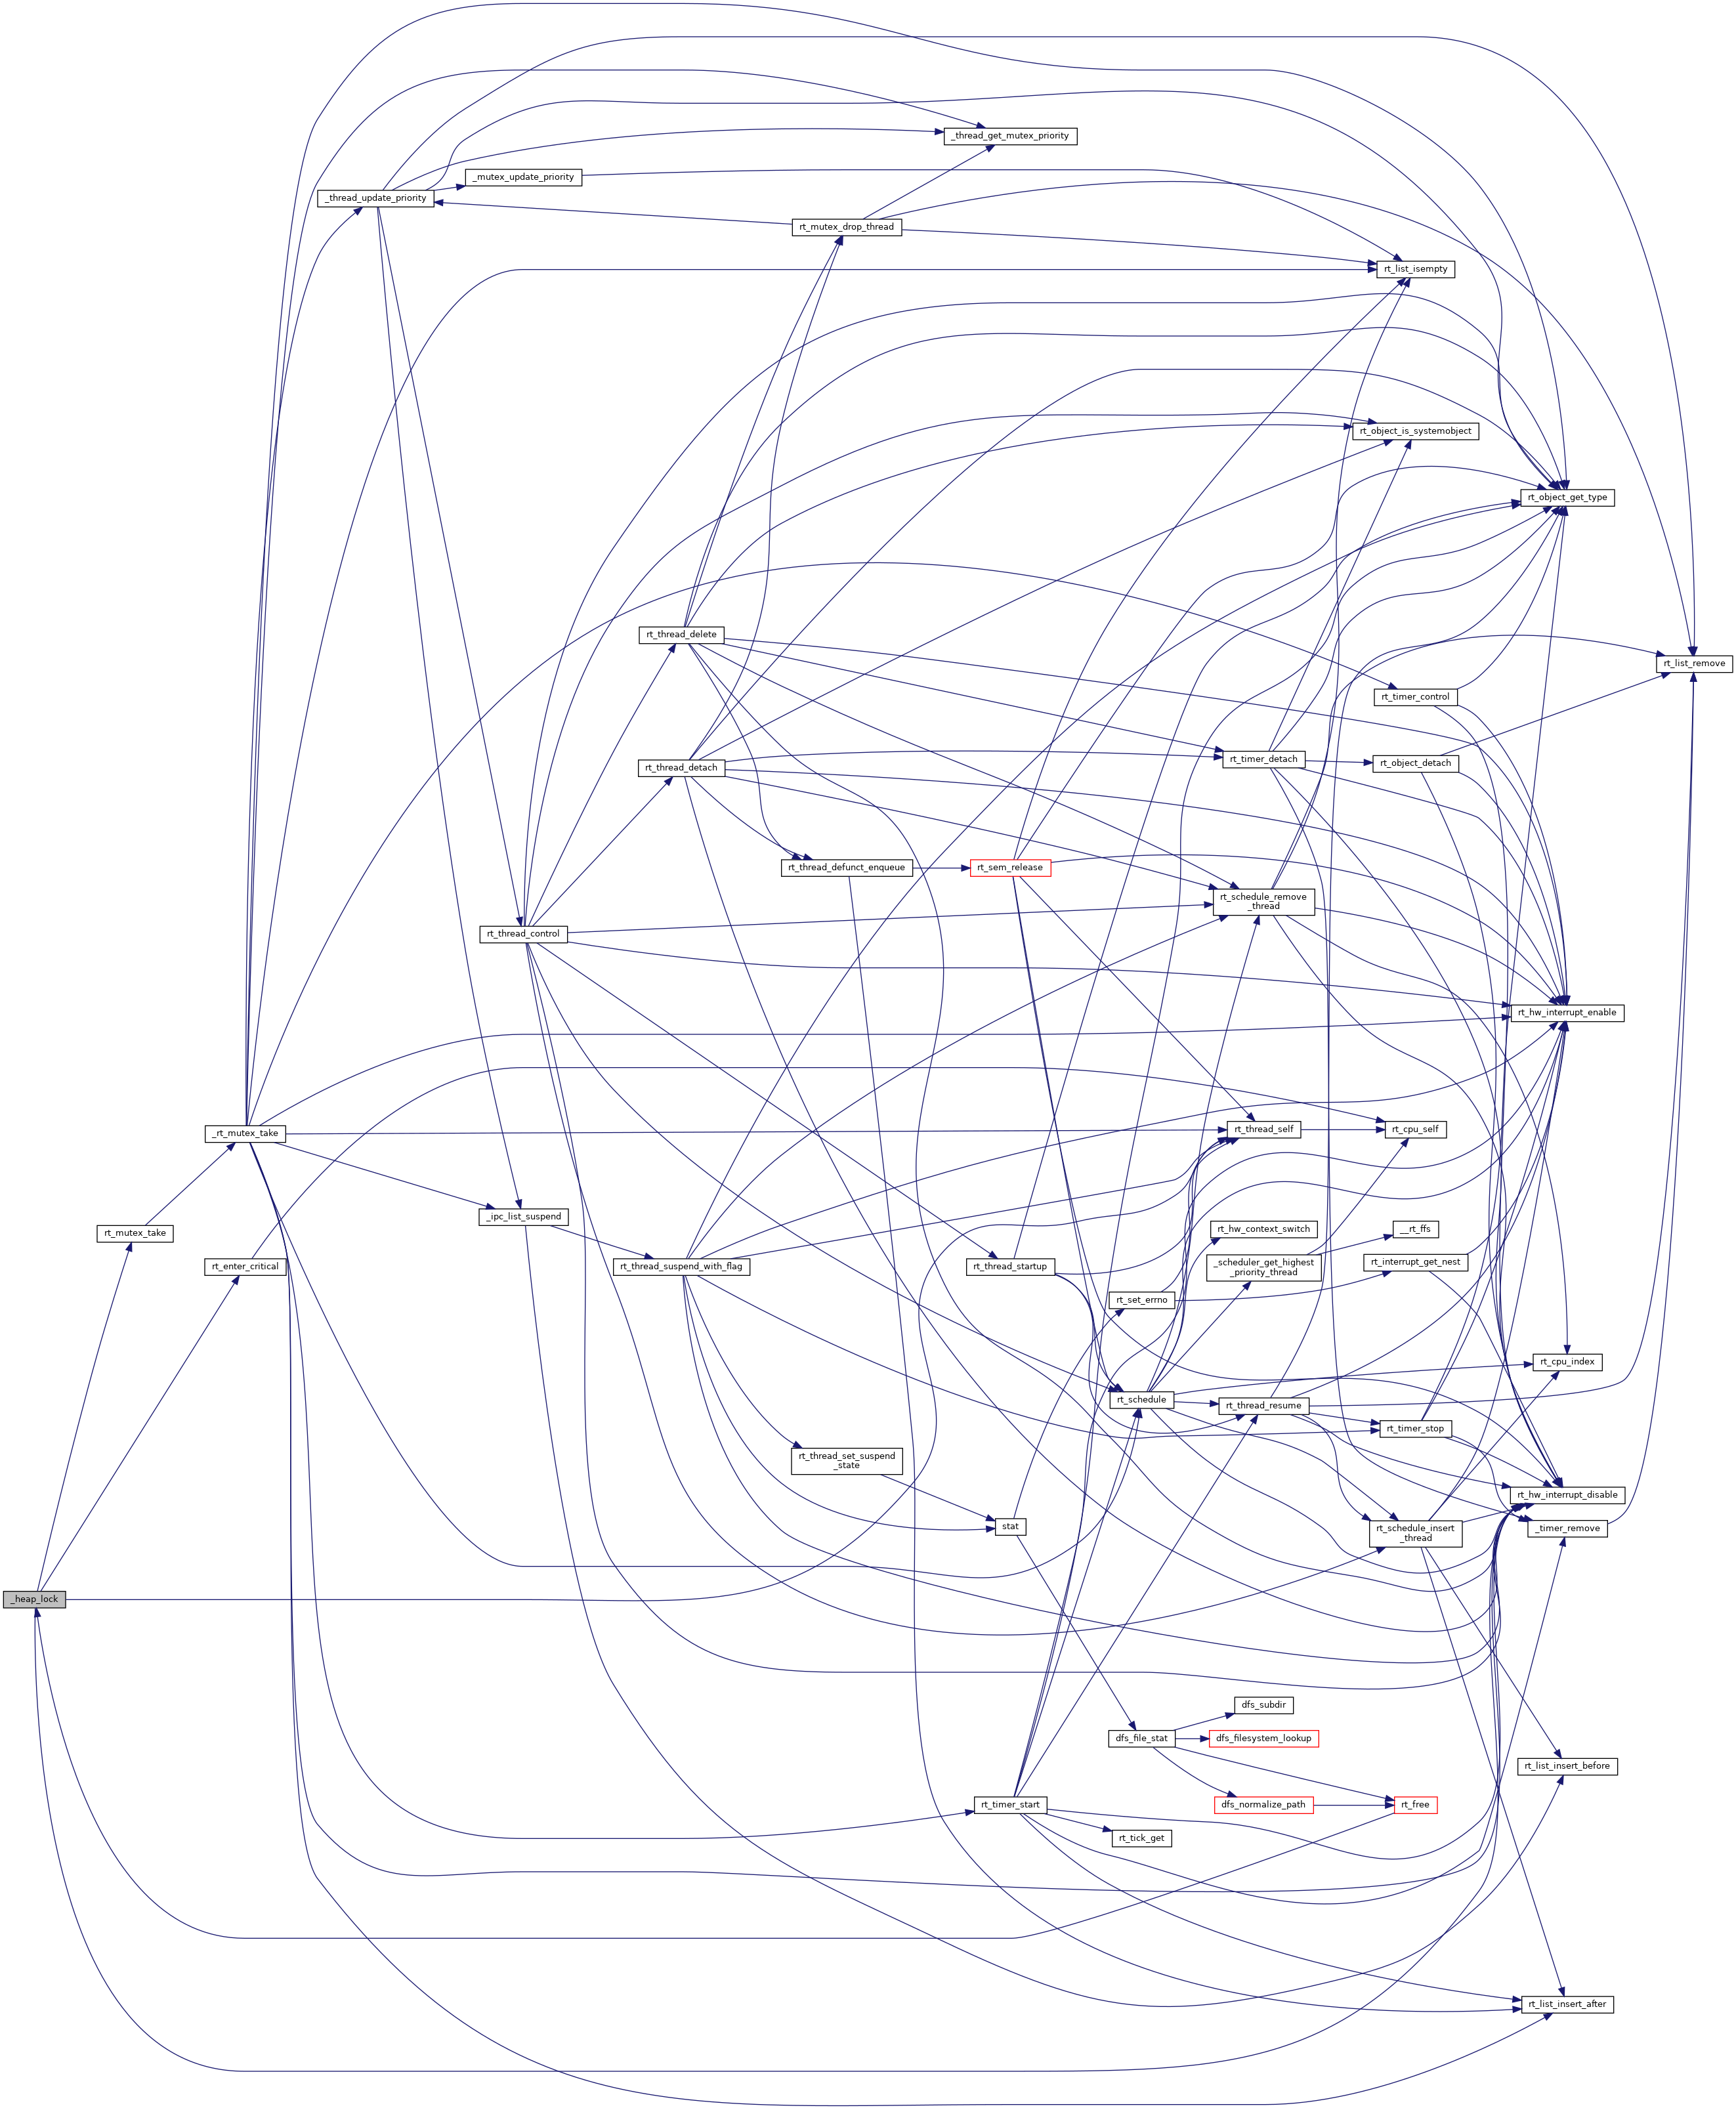 _thread_get_mutex_priority
_mutex_update_priority
_thread_update_priority
rt_mutex_drop_thread
rt_list_isempty
rt_object_is_systemobject
rt_object_get_type
rt_thread_delete
rt_list_remove
rt_timer_control
rt_timer_detach
rt_object_detach
rt_thread_detach
rt_thread_defunct_enqueue
rt_sem_release
rt_schedule_remove
_thread
rt_thread_control
rt_hw_interrupt_enable
_rt_mutex_take
rt_thread_self
rt_cpu_self
_ipc_list_suspend
rt_mutex_take
rt_hw_context_switch
__rt_ffs
rt_enter_critical
rt_thread_suspend_with_flag
rt_thread_startup
_scheduler_get_highest
_priority_thread
rt_interrupt_get_nest
rt_set_errno
rt_cpu_index
rt_schedule
rt_thread_resume
rt_timer_stop
rt_thread_set_suspend
_state
rt_hw_interrupt_disable
stat
rt_schedule_insert
_thread
_timer_remove
_heap_lock
dfs_subdir
dfs_file_stat
dfs_filesystem_lookup
rt_list_insert_before
rt_timer_start
dfs_normalize_path
rt_free
rt_tick_get
rt_list_insert_after